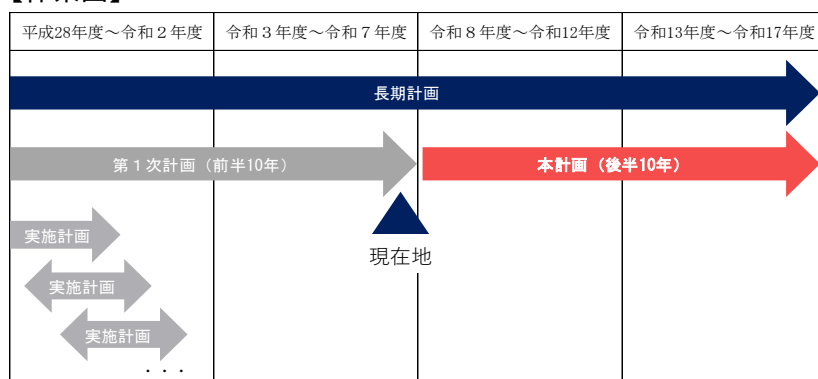 【体系図】
平成28年度～令和２年度
令和３年度～令和７年度
令和８年度～令和12年度
令和13年度～令和17年度
長期計画
第１次計画（前半10年）
本計画（後半10年）
実施計画
現在地
実施計画
実施計画
・・・